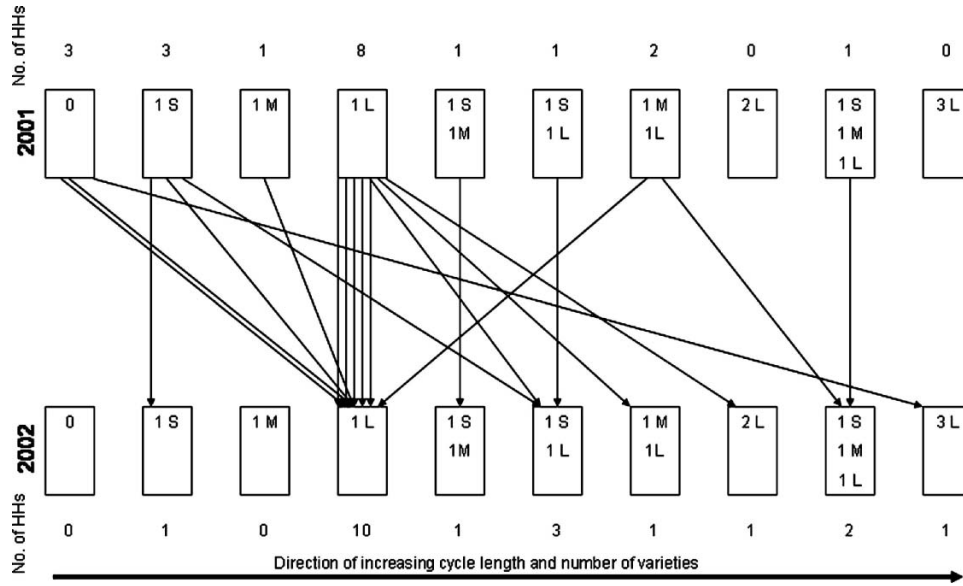 No. of HHs
3 3 1 8 1 1 2 0 1 0
2001
0 1 S 1 M 1 L 1 S 1 S 1 M 2 L 1 S 3 L
1M 1 L 1L 1 M
1 L
2002
0 1 S 1 M 1 L 1 S 1 S 1 M 2 L 1 S 3 L
1M 1 L 1L 1 M
1 L
No. of HHs
0 1 0 10 1 3 1 1 2 1
Direction of increasing cycle length and number of varieties